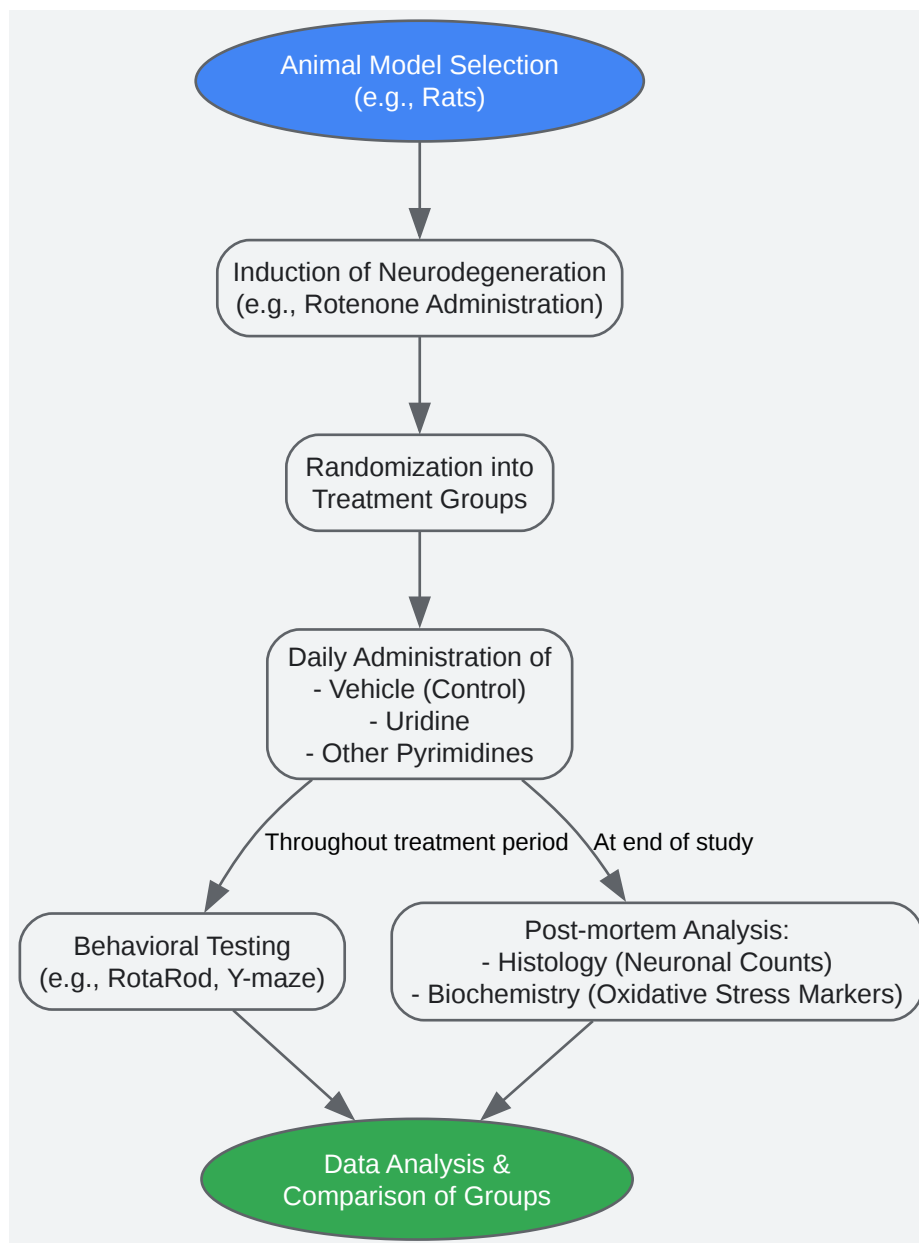 Animal Model Selection
(e.g., Rats)
Induction of Neurodegeneration
(e.g., Rotenone Administration)
Randomization into
Treatment Groups
Daily Administration of
- Vehicle (Control)
- Uridine
- Other Pyrimidines
Throughout treatment period
At end of study
Behavioral Testing
(e.g., RotaRod, Y-maze)
Post-mortem Analysis:
- Histology (Neuronal Counts)
- Biochemistry (Oxidative Stress Markers)
Data Analysis &
Comparison of Groups